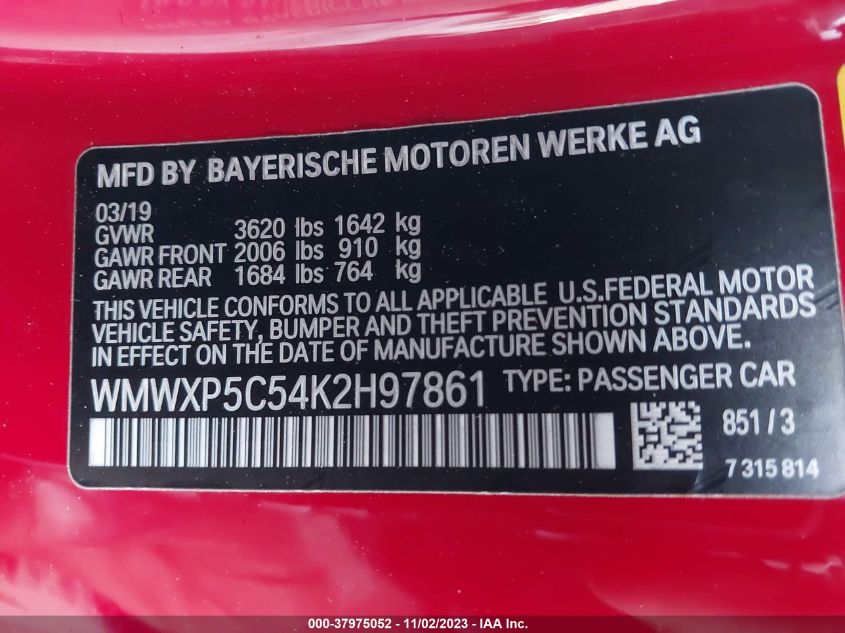 MFD BY BAYERISCHE MOTOREN WERKE AG
03/19
GVWR 3620 lbs 1642 kg
GAWR FRONT 2006 lbs 910 kg
GAWR REAR 1684 lbs 764 kg
THIS VEHICLE CONFORMS TO ALL APPLICABLE U.S.FEDERAL MOTOR
VEHICLE SAFETY, BUMPER AND THEFT PREVENTION STANDARDS
IN EFFECT ON THE DATE OF MANUFACTURE SHOWN ABOVE.
WMWXP5C54K2H97861 TYPE: PASSENGER CAR
851/3
7 315 814
000-37975052 - 11/02/2023 - IAA Inc.